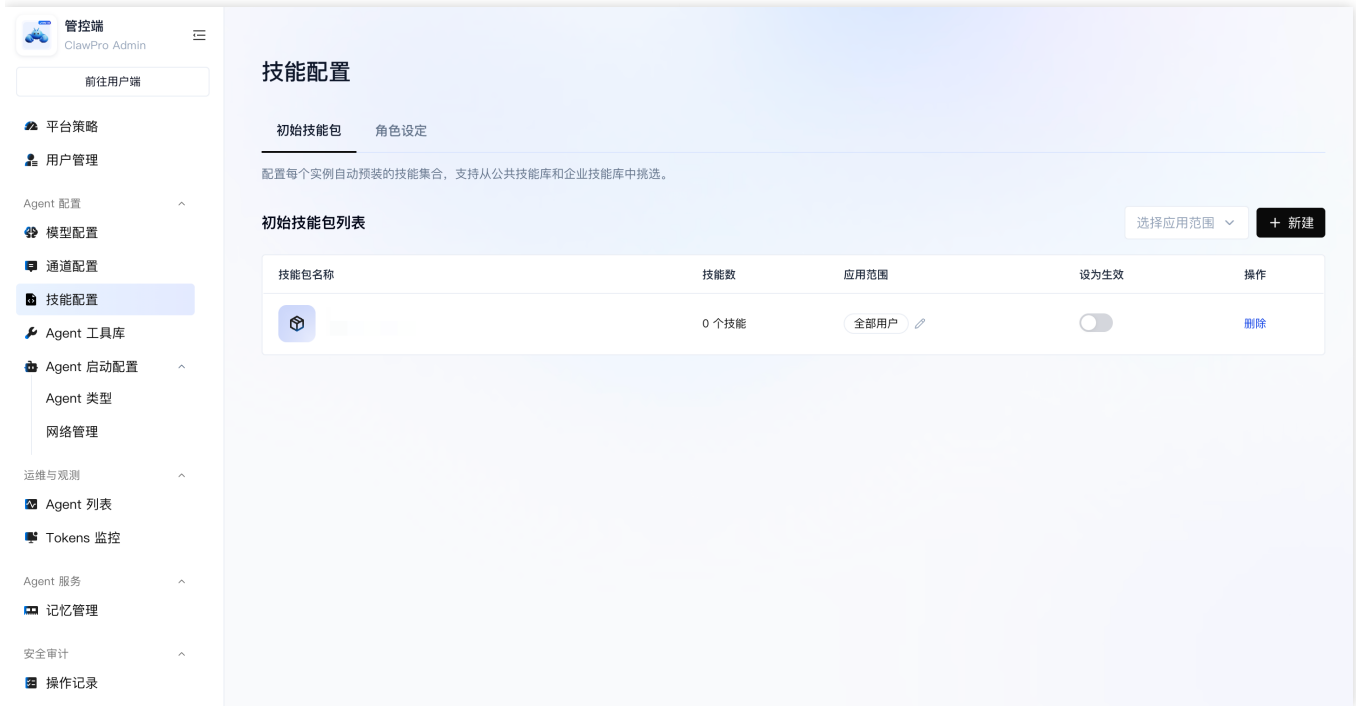 管控端
ClawPro Admin
前往用户端
平台策略
用户管理
Agent 配置
模型配置
通道配置
技能配置
Agent 工具库
Agent 启动配置
Agent 类型
网络管理
运维与观测
Agent 列表
Tokens 监控
Agent 服务
记忆管理
安全审计
操作记录
技能配置
初始技能包 角色设定
配置每个实例自动预装的技能集合，支持从公共技能库和企业技能库中挑选。
初始技能包列表 选择应用范围 + 新建
技能包名称 技能数 应用范围 设为生效 操作
0 个技能 全部用户 删除